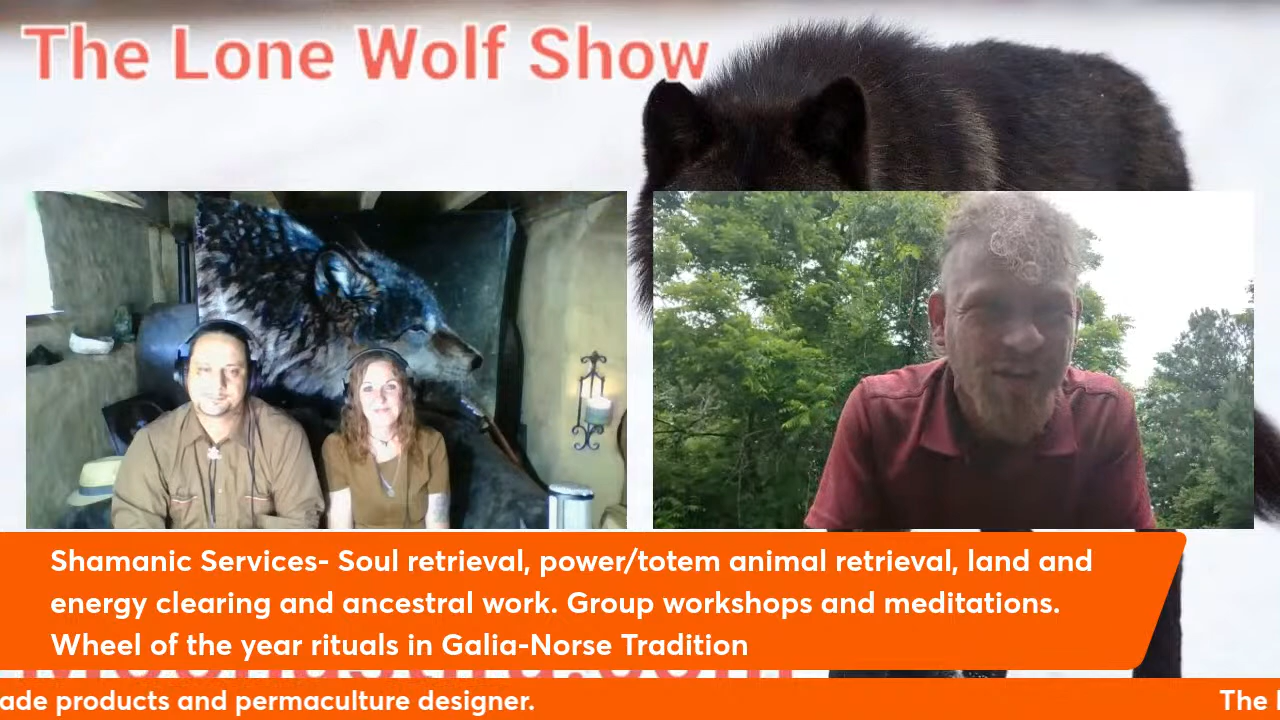 The Lone Wolf Show
Shamanic Services- Soul retrieval, power/totem animal retrieval, land and
energy clearing and ancestral work. Group workshops and meditations.
Wheel of the year rituals in Galia-Norse Tradition
ade products and permaculture designer. The